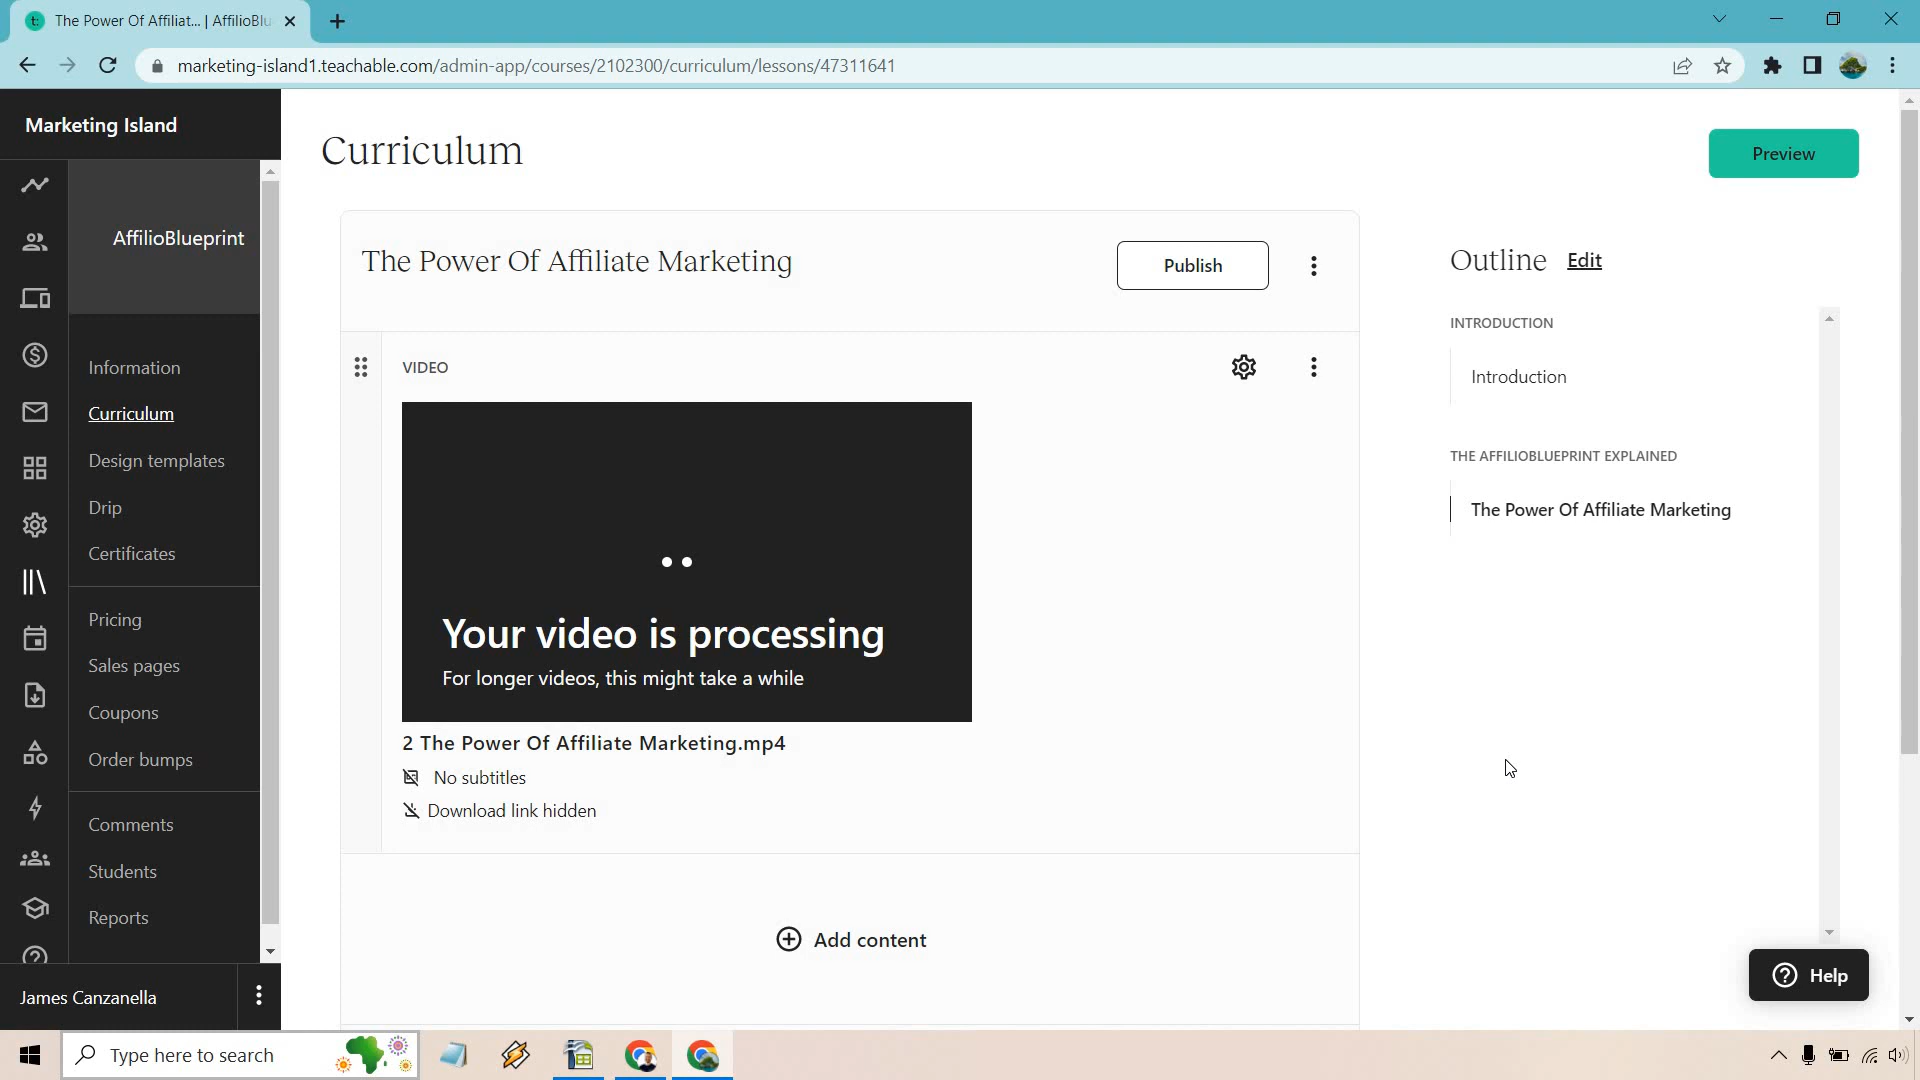 The Power Of Affiliat... | AffilioBlu
marketing-island1.teachable.com/admin-app/courses/2102300/curriculum/lessons/47311641
Marketing Island
AffilioBlueprint
Information
Curriculum
Design templates
Drip
Certificates
Pricing
Sales pages
Coupons
Order bumps
Comments
Students
Reports
James Canzanella
Curriculum
Preview
The Power Of Affiliate Marketing
Publish
VIDEO
Your video is processing
For longer videos, this might take a while
2 The Power Of Affiliate Marketing.mp4
No subtitles
Download link hidden
Add content
Outline Edit
INTRODUCTION
Introduction
THE AFFILIOBLUEPRINT EXPLAINED
The Power Of Affiliate Marketing
Help
Type here to search